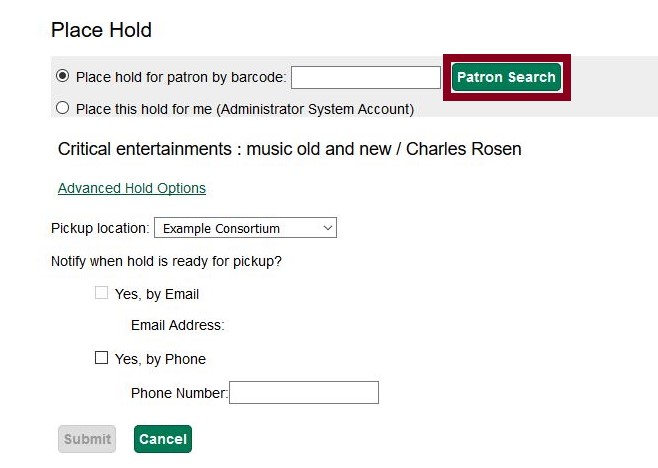 Place Hold
Place hold for patron by barcode: Patron Search
Place this hold for me (Administrator System Account)
Critical entertainments : music old and new / Charles Rosen
Advanced Hold Options
Pickup location: Example Consortium
Notify when hold is ready for pickup?
Yes, by Email
Email Address:
Yes, by Phone
Phone Number:
Submit Cancel